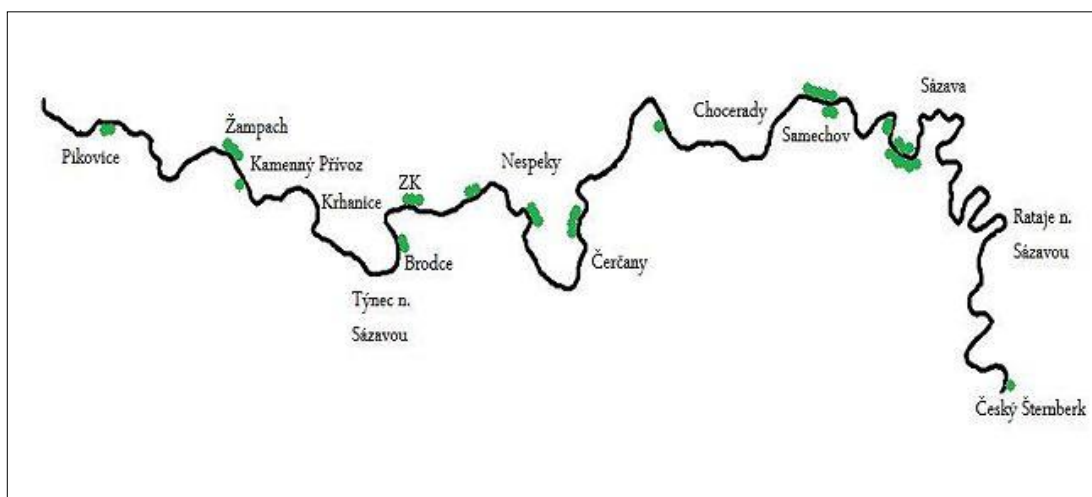 Sázava
Chocerady
Žampach
Samechov
Pikovice
Nespeky
Kamenný Přívoz
ZK
Krhanice
Rataje n.
Sázavou
Brodce
Čerčany
Týnec n.
Sázavou
Český Šternberk